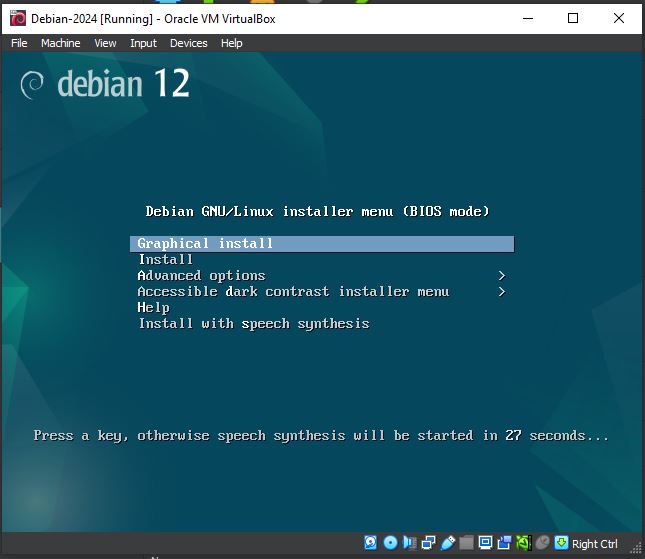 Debian-2024 [Running] - Oracle VM VirtualBox
File Machine View Input Devices Help
debian 12
Debian GNU/Linux installer menu (BIOS mode)
Graphical install
Install
Advanced options >
Accessible dark contrast installer menu >
Help
Install with speech synthesis
Press a key, otherwise speech synthesis will be started in 27 seconds...
Right Ctrl